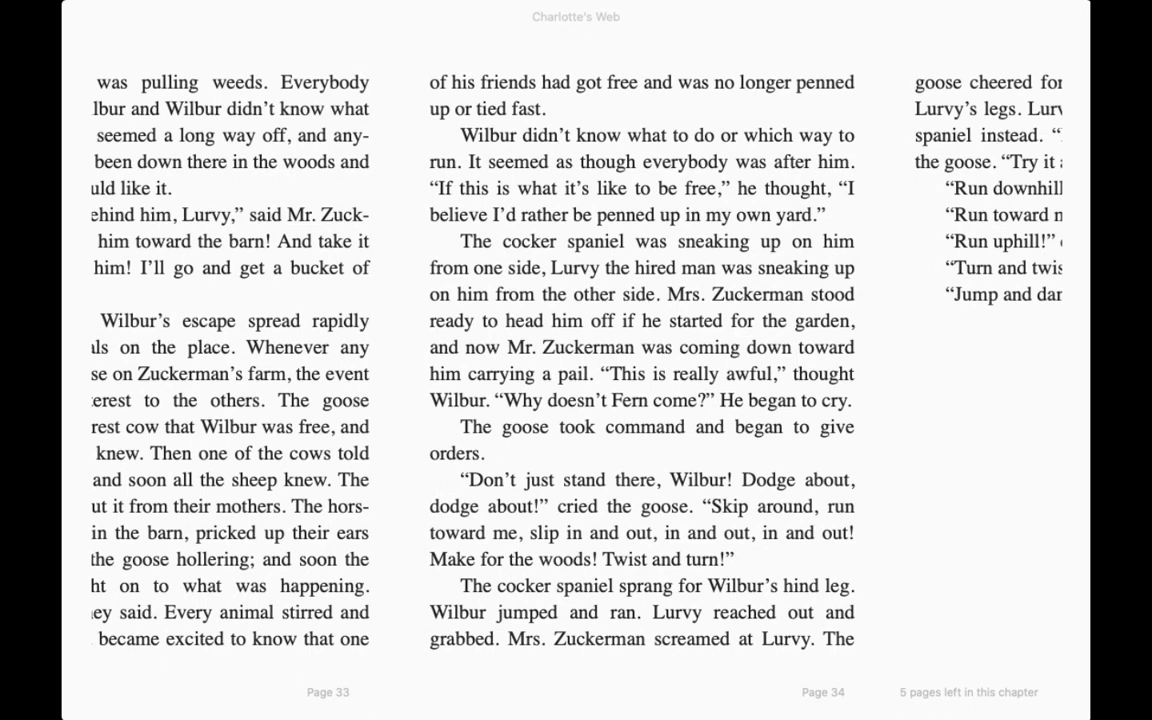 Charlotte's Web
was pulling weeds. Everybody
lbur and Wilbur didn’t know what
seemed a long way off, and any-
been down there in the woods and
uld like it.
ehind him, Lurvy,” said Mr. Zuck-
him toward the barn! And take it
him! I’ll go and get a bucket of
Wilbur’s escape spread rapidly
ls on the place. Whenever any
se on Zuckerman’s farm, the event
erest to the others. The goose
rest cow that Wilbur was free, and
knew. Then one of the cows told
and soon all the sheep knew. The
ut it from their mothers. The hors-
in the barn, pricked up their ears
the goose hollering; and soon the
ht on to what was happening.
ey said. Every animal stirred and
became excited to know that one
Page 33
of his friends had got free and was no longer penned
up or tied fast.
Wilbur didn’t know what to do or which way to
run. It seemed as though everybody was after him.
“If this is what it’s like to be free,” he thought, “I
believe I’d rather be penned up in my own yard.”
The cocker spaniel was sneaking up on him
from one side, Lurvy the hired man was sneaking up
on him from the other side. Mrs. Zuckerman stood
ready to head him off if he started for the garden,
and now Mr. Zuckerman was coming down toward
him carrying a pail. “This is really awful,” thought
Wilbur. “Why doesn’t Fern come?” He began to cry.
The goose took command and began to give
orders.
“Don’t just stand there, Wilbur! Dodge about,
dodge about!” cried the goose. “Skip around, run
toward me, slip in and out, in and out, in and out!
Make for the woods! Twist and turn!”
The cocker spaniel sprang for Wilbur’s hind leg.
Wilbur jumped and ran. Lurvy reached out and
grabbed. Mrs. Zuckerman screamed at Lurvy. The
Page 34
goose cheered for
Lurvy’s legs. Lurv
spaniel instead. “
the goose. “Try it
“Run downhill
“Run toward
“Run uphill!”
“Turn and twis
“Jump and dan
5 pages left in this chapter